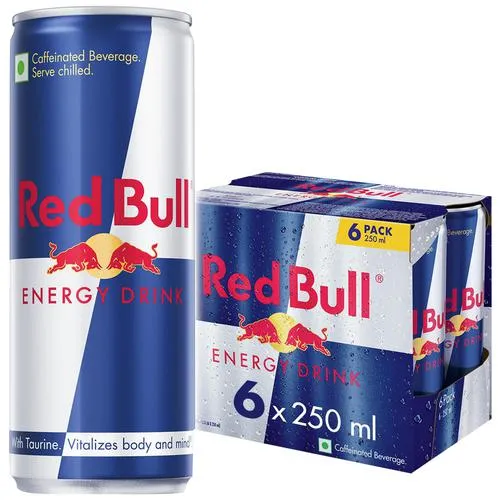 Caffeinated Beverage.
Serve chilled.
Red Bull®
ENERGY DRINK
With Taurine. Vitalizes body and mind.
6 PACK
250 ml
Red Bull®
ENERGY DRINK
6 x 250 ml
Caffeinated Beverage.
Beverage.
Bull
DRINK